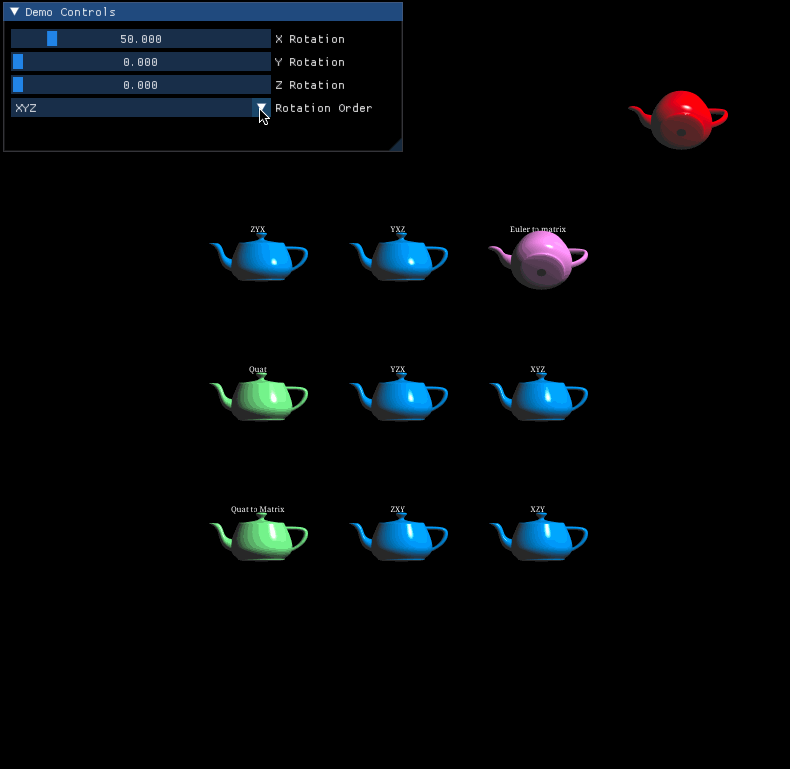 Demo Controls
50.000 X Rotation
0.000 Y Rotation
0.000 Z Rotation
XYZ Rotation Order
ZYX YXZ Euler to matrix
Quat YZX XYZ
Quat to Matrix ZXY XZY